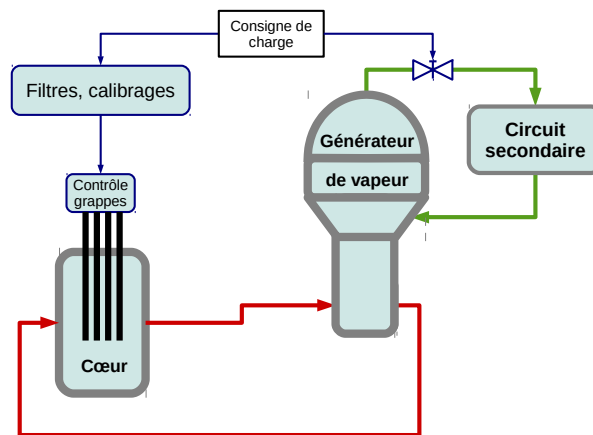 Consigne de
charge
Filtres, calibrages
Générateur
de vapeur
Circuit
secondaire
Contrôle
grappes
Cœur